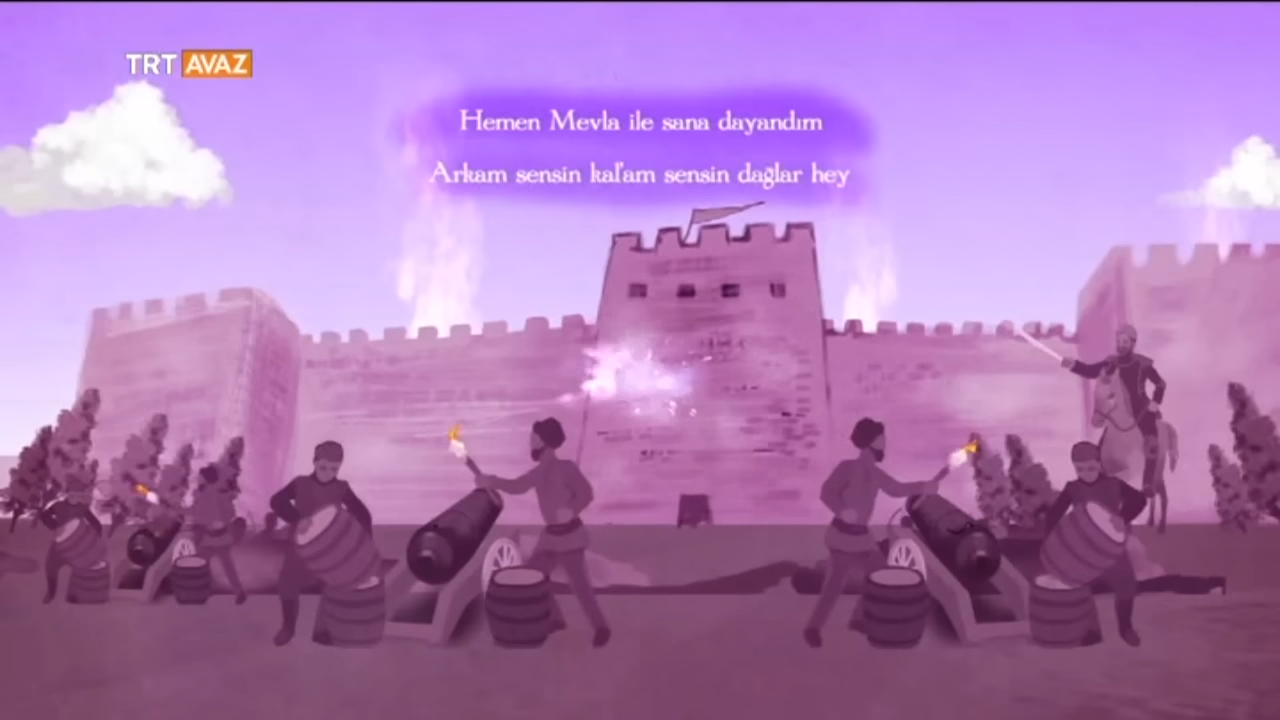 TRT AVAZ
Hemen Mevla ile sana dayandım
Arkam sensin kal'am sensin dağlar hey